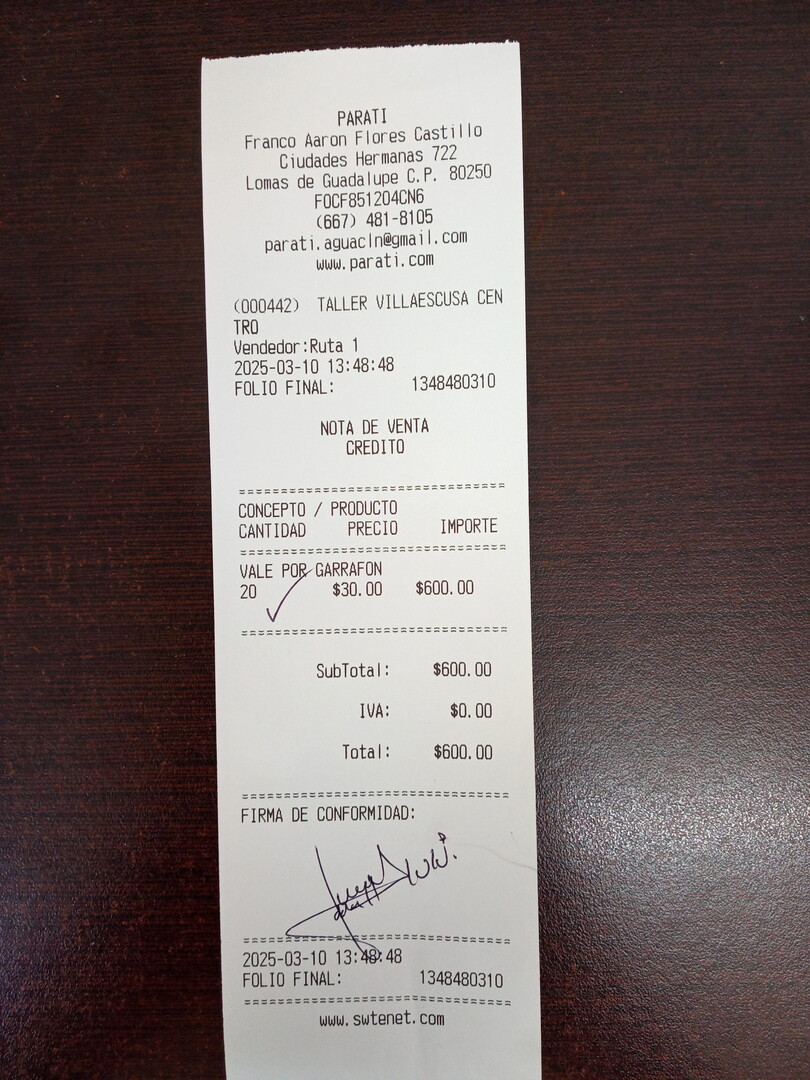 PARATI
Franco Aaron Flores Castillo
Ciudades Hermanas 722
Lomas de Guadalupe C.P. 80250
FOCF851204CN6
(667) 481-8105
parati.aguacln@gmail.com
www.parati.com
(000442) TALLER VILLAESCUSA CEN
TRO
Vendedor:Ruta 1
2025-03-10 13:48:48
FOLIO FINAL: 1348480310
NOTA DE VENTA
CREDITO
CONCEPTO / PRODUCTO
CANTIDAD PRECIO IMPORTE
VALE POR GARRAFON
20 $30.00 $600.00
SubTotal: $600.00
IVA: $0.00
Total: $600.00
FIRMA DE CONFORMIDAD:
2025-03-10 13:48:48
FOLIO FINAL: 1348480310
www.swtenet.com